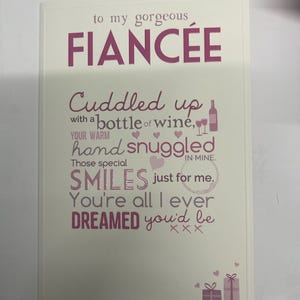 to my gorgeous
FIANCÉE
Cuddled up
with a bottle of wine,
YOUR WARM
hand snuggled
IN MINE.
Those special
SMILES just for me.
You're all I ever
DREAMED you'd be
xxx